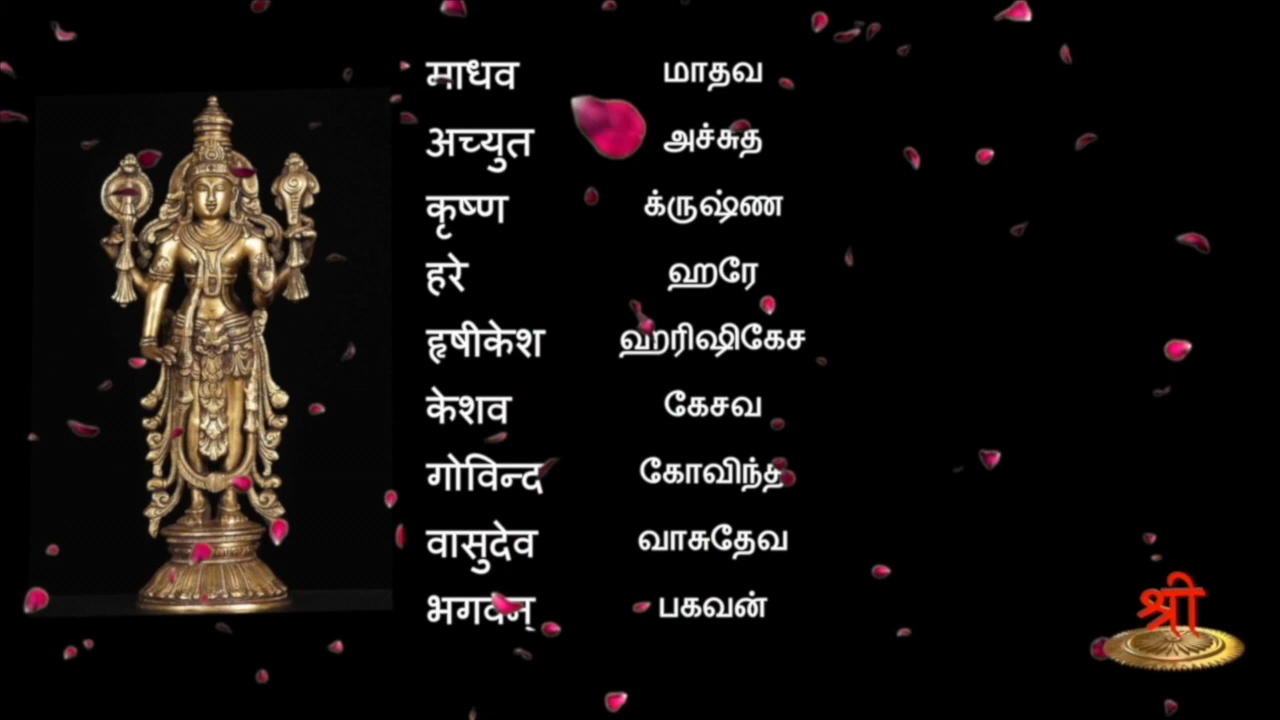 माधव மாதவ
अच्युत அச்சுத
कृष्ण க்ருஷ்ண
हरे ஹரே
हृषीकेश ஹரிஷிகேச
केशव கேசவ
गोविन्द கோவிந்த
वासुदेव வாசுதேவ
भगवन् பகவன்
श्री